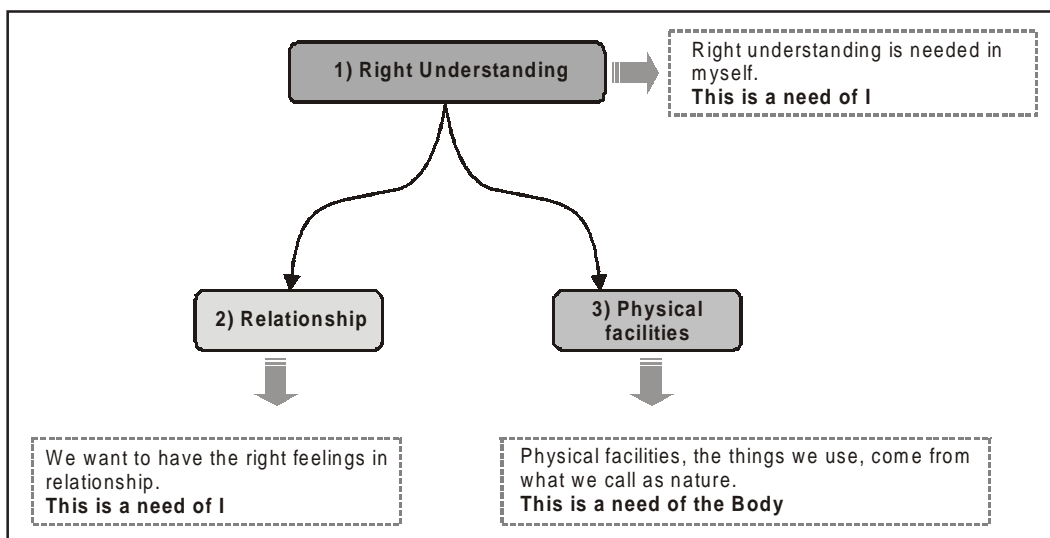 1) Right Understanding
Right understanding is needed in
myself.
This is a need of I
2) Relationship
3) Physical
facilities
We want to have the right feelings in
relationship.
This is a need of I
Physical facilities, the things we use, come from
what we call as nature.
This is a need of the Body